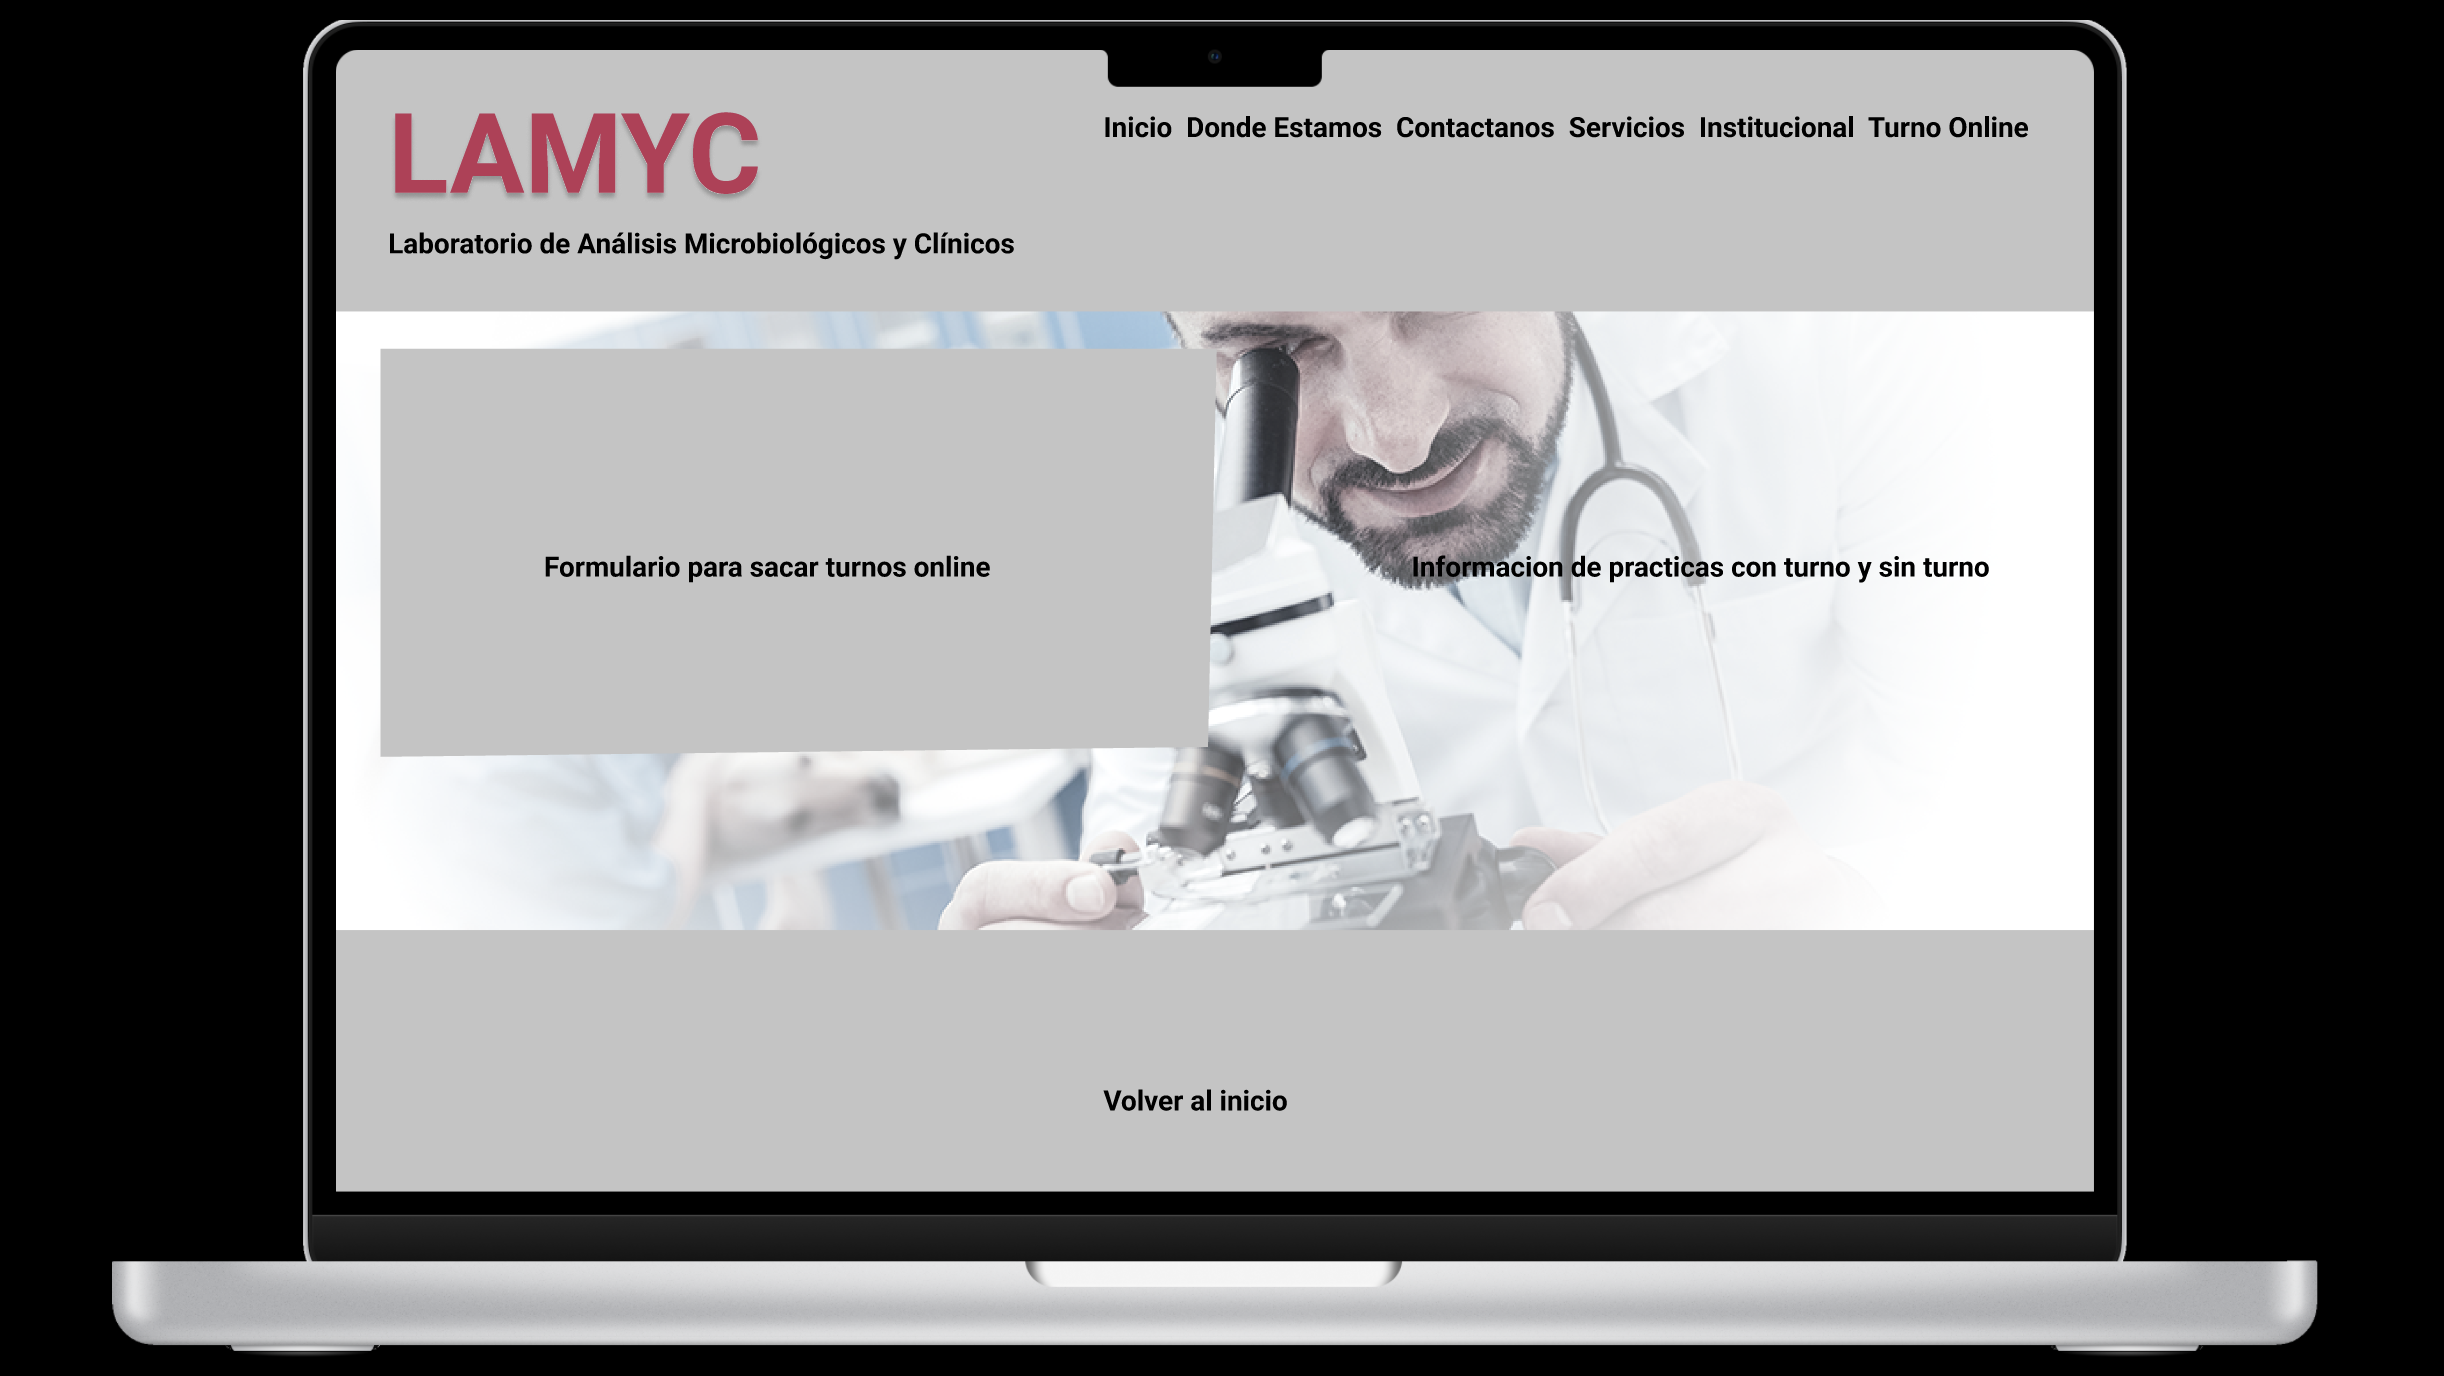 LAMYC
Inicio Donde Estamos Contactanos Servicios Institucional Turno Online
Laboratorio de Análisis Microbiológicos y Clínicos
Formulario para sacar turnos online
Informacion de practicas con turno y sin turno
Volver al inicio